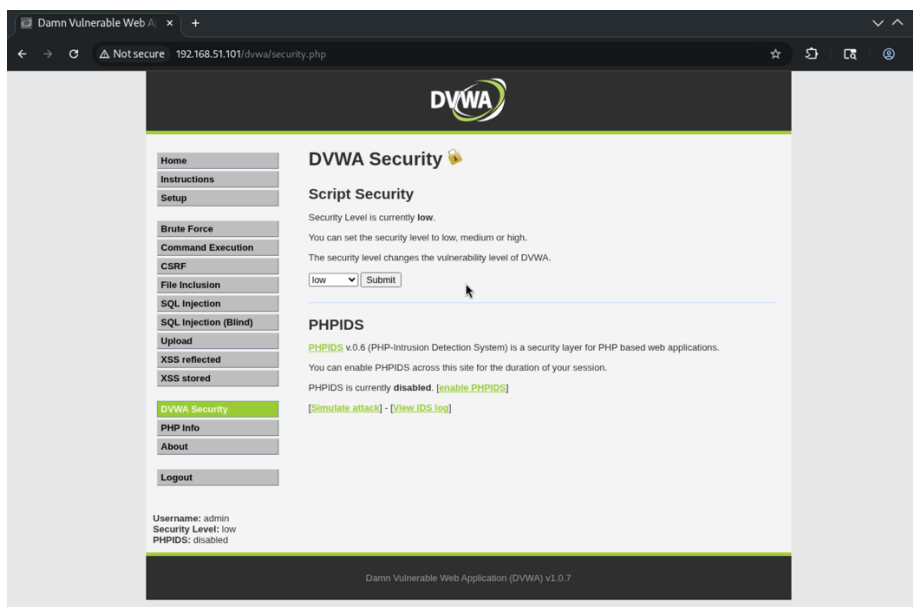 Damn Vulnerable Web A
Not secure 192.168.51.101/dvwa/security.php
DVWA
Home
Instructions
Setup
Brute Force
Command Execution
CSRF
File Inclusion
SQL Injection
SQL Injection (Blind)
Upload
XSS reflected
XSS stored
DVWA Security
PHP Info
About
Logout
Username: admin
Security Level: low
PHPIDS: disabled
DVWA Security
Script Security
Security Level is currently low.
You can set the security level to low, medium or high.
The security level changes the vulnerability level of DVWA.
low Submit
PHPIDS
PHPIDS v.0.6 (PHP-Intrusion Detection System) is a security layer for PHP based web applications.
You can enable PHPIDS across this site for the duration of your session.
PHPIDS is currently disabled. [enable PHPIDS]
[Simulate attack] - [View IDS log]
Damn Vulnerable Web Application (DVWA) v1.0.7